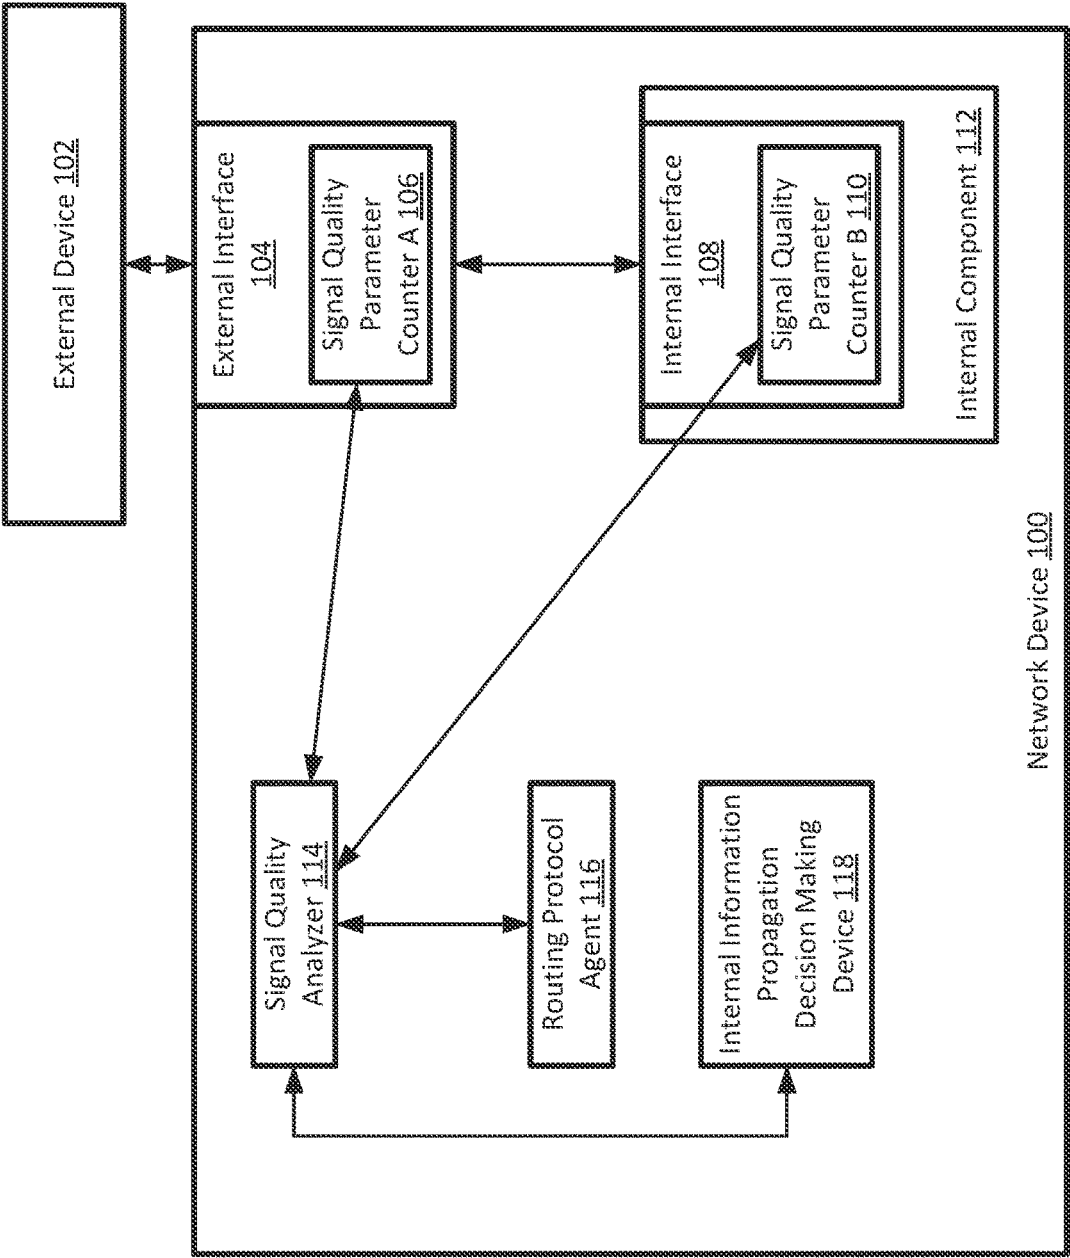 External Device 102
External Interface
104
Signal Quality
Parameter
Counter A 106
Internal Interface
108
Signal Quality
Parameter
Counter B 110
Internal Component 112
Signal Quality
Analyzer 114
Routing Protocol
Agent 116
Internal Information
Propagation
Decision Making
Device 118
Network Device 100